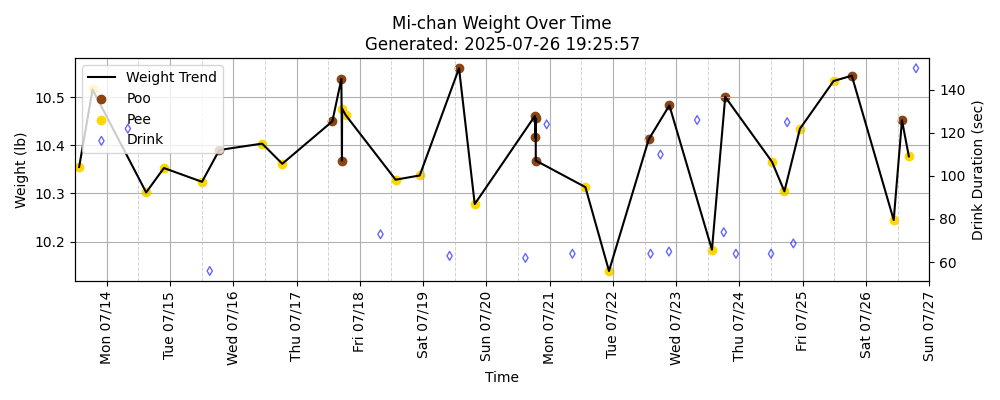 Mi-chan Weight Over Time
Generated: 2025-07-26 19:25:57
Weight Trend
Poo
Pee
Drink
Weight (lb)
10.5
10.4
10.3
10.2
140
120
100
80
60
Drink Duration (sec)
Mon 07/14
Tue 07/15
Wed 07/16
Thu 07/17
Fri 07/18
Sat 07/19
Sun 07/20
Mon 07/21
Tue 07/22
Wed 07/23
Thu 07/24
Fri 07/25
Sat 07/26
Sun 07/27
Time